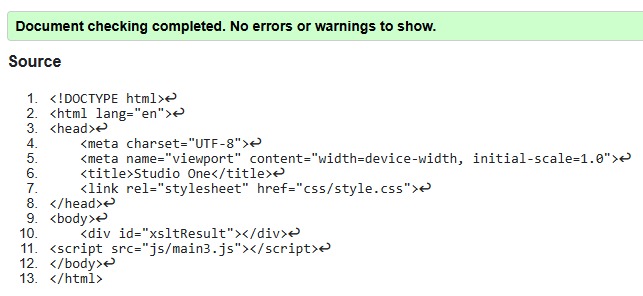 Document checking completed. No errors or warnings to show.
Source
1. <!DOCTYPE html>↩
2. <html lang="en">↩
3. <head>↩
4.     <meta charset="UTF-8">↩
5.     <meta name="viewport" content="width=device-width, initial-scale=1.0">↩
6.     <title>Studio One</title>↩
7.     <link rel="stylesheet" href="css/style.css">↩
8. </head>↩
9. <body>↩
10.     <div id="xsltResult"></div>↩
11. <script src="js/main3.js"></script>↩
12. </body>↩
13. </html>